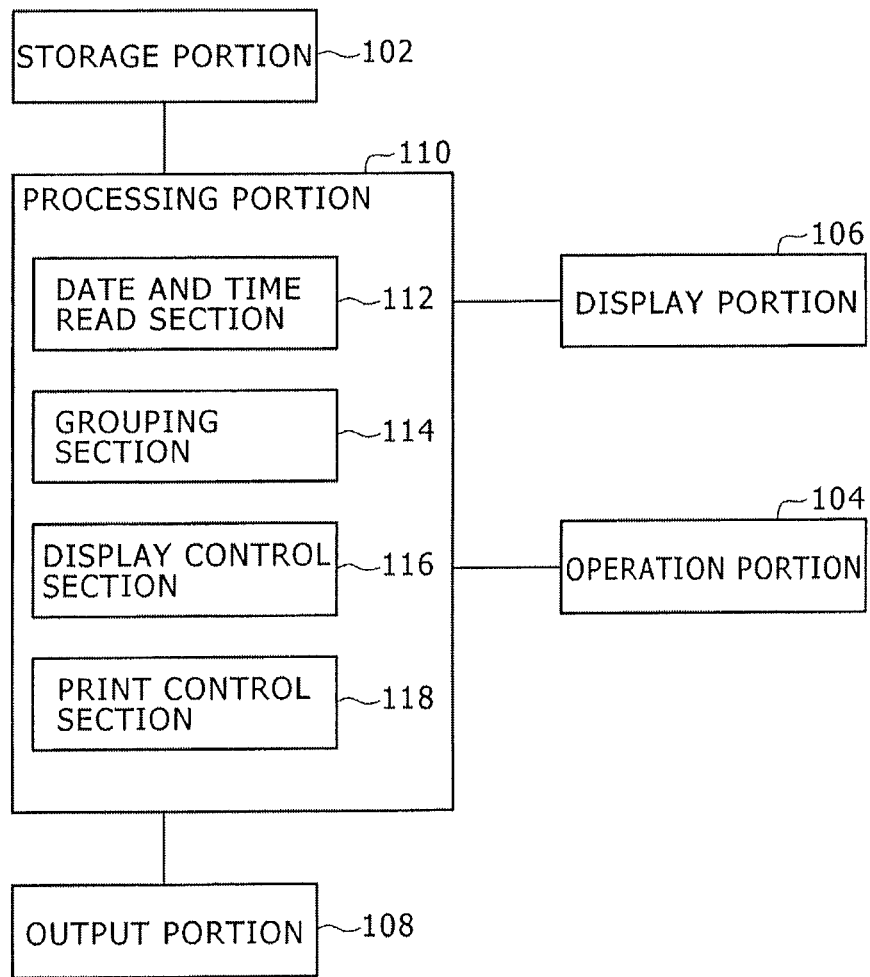 STORAGE PORTION 102
110
PROCESSING PORTION
106
DATE AND TIME
READ SECTION
112
DISPLAY PORTION
GROUPING
SECTION
114
104
DISPLAY CONTROL
SECTION
116
OPERATION PORTION
PRINT CONTROL
SECTION
118
OUTPUT PORTION 108